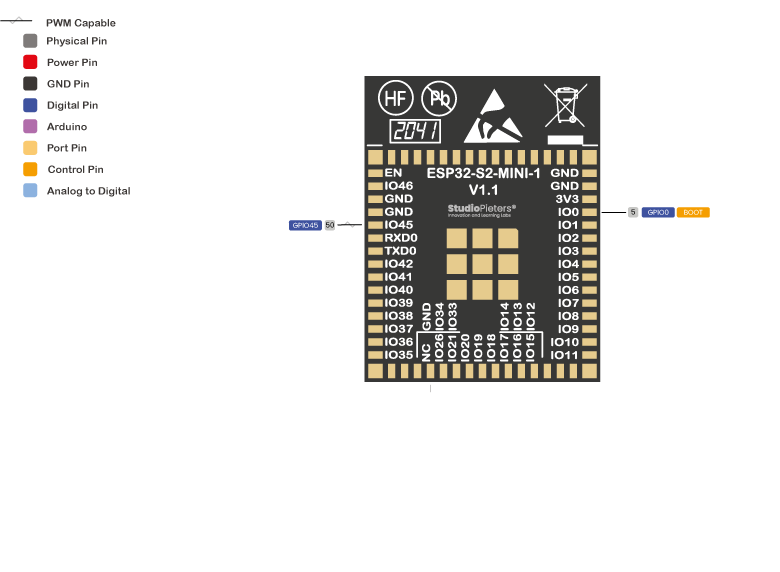 PWM Capable
Physical Pin
Power Pin
GND Pin
Digital Pin
Arduino
Port Pin
Control Pin
Analog to Digital
HF
Pb
2041
ESP32-S2-MINI-1
V1.1
StudioPieters®
Innovation and Learning Labs
EN
IO46
GND
GND
IO45
RXD0
TXD0
IO42
IO41
IO40
IO39
IO38
IO37
IO36
IO35
GND
GND
3V3
IO0
IO1
IO2
IO3
IO4
IO5
IO6
IO7
IO8
IO9
IO10
IO11
GND
IO34
IO33
IO14
IO13
IO12
NC
IO26
IO21
IO20
IO19
IO18
IO17
IO16
IO15
GPIO45 50
5 GPIO0 BOOT